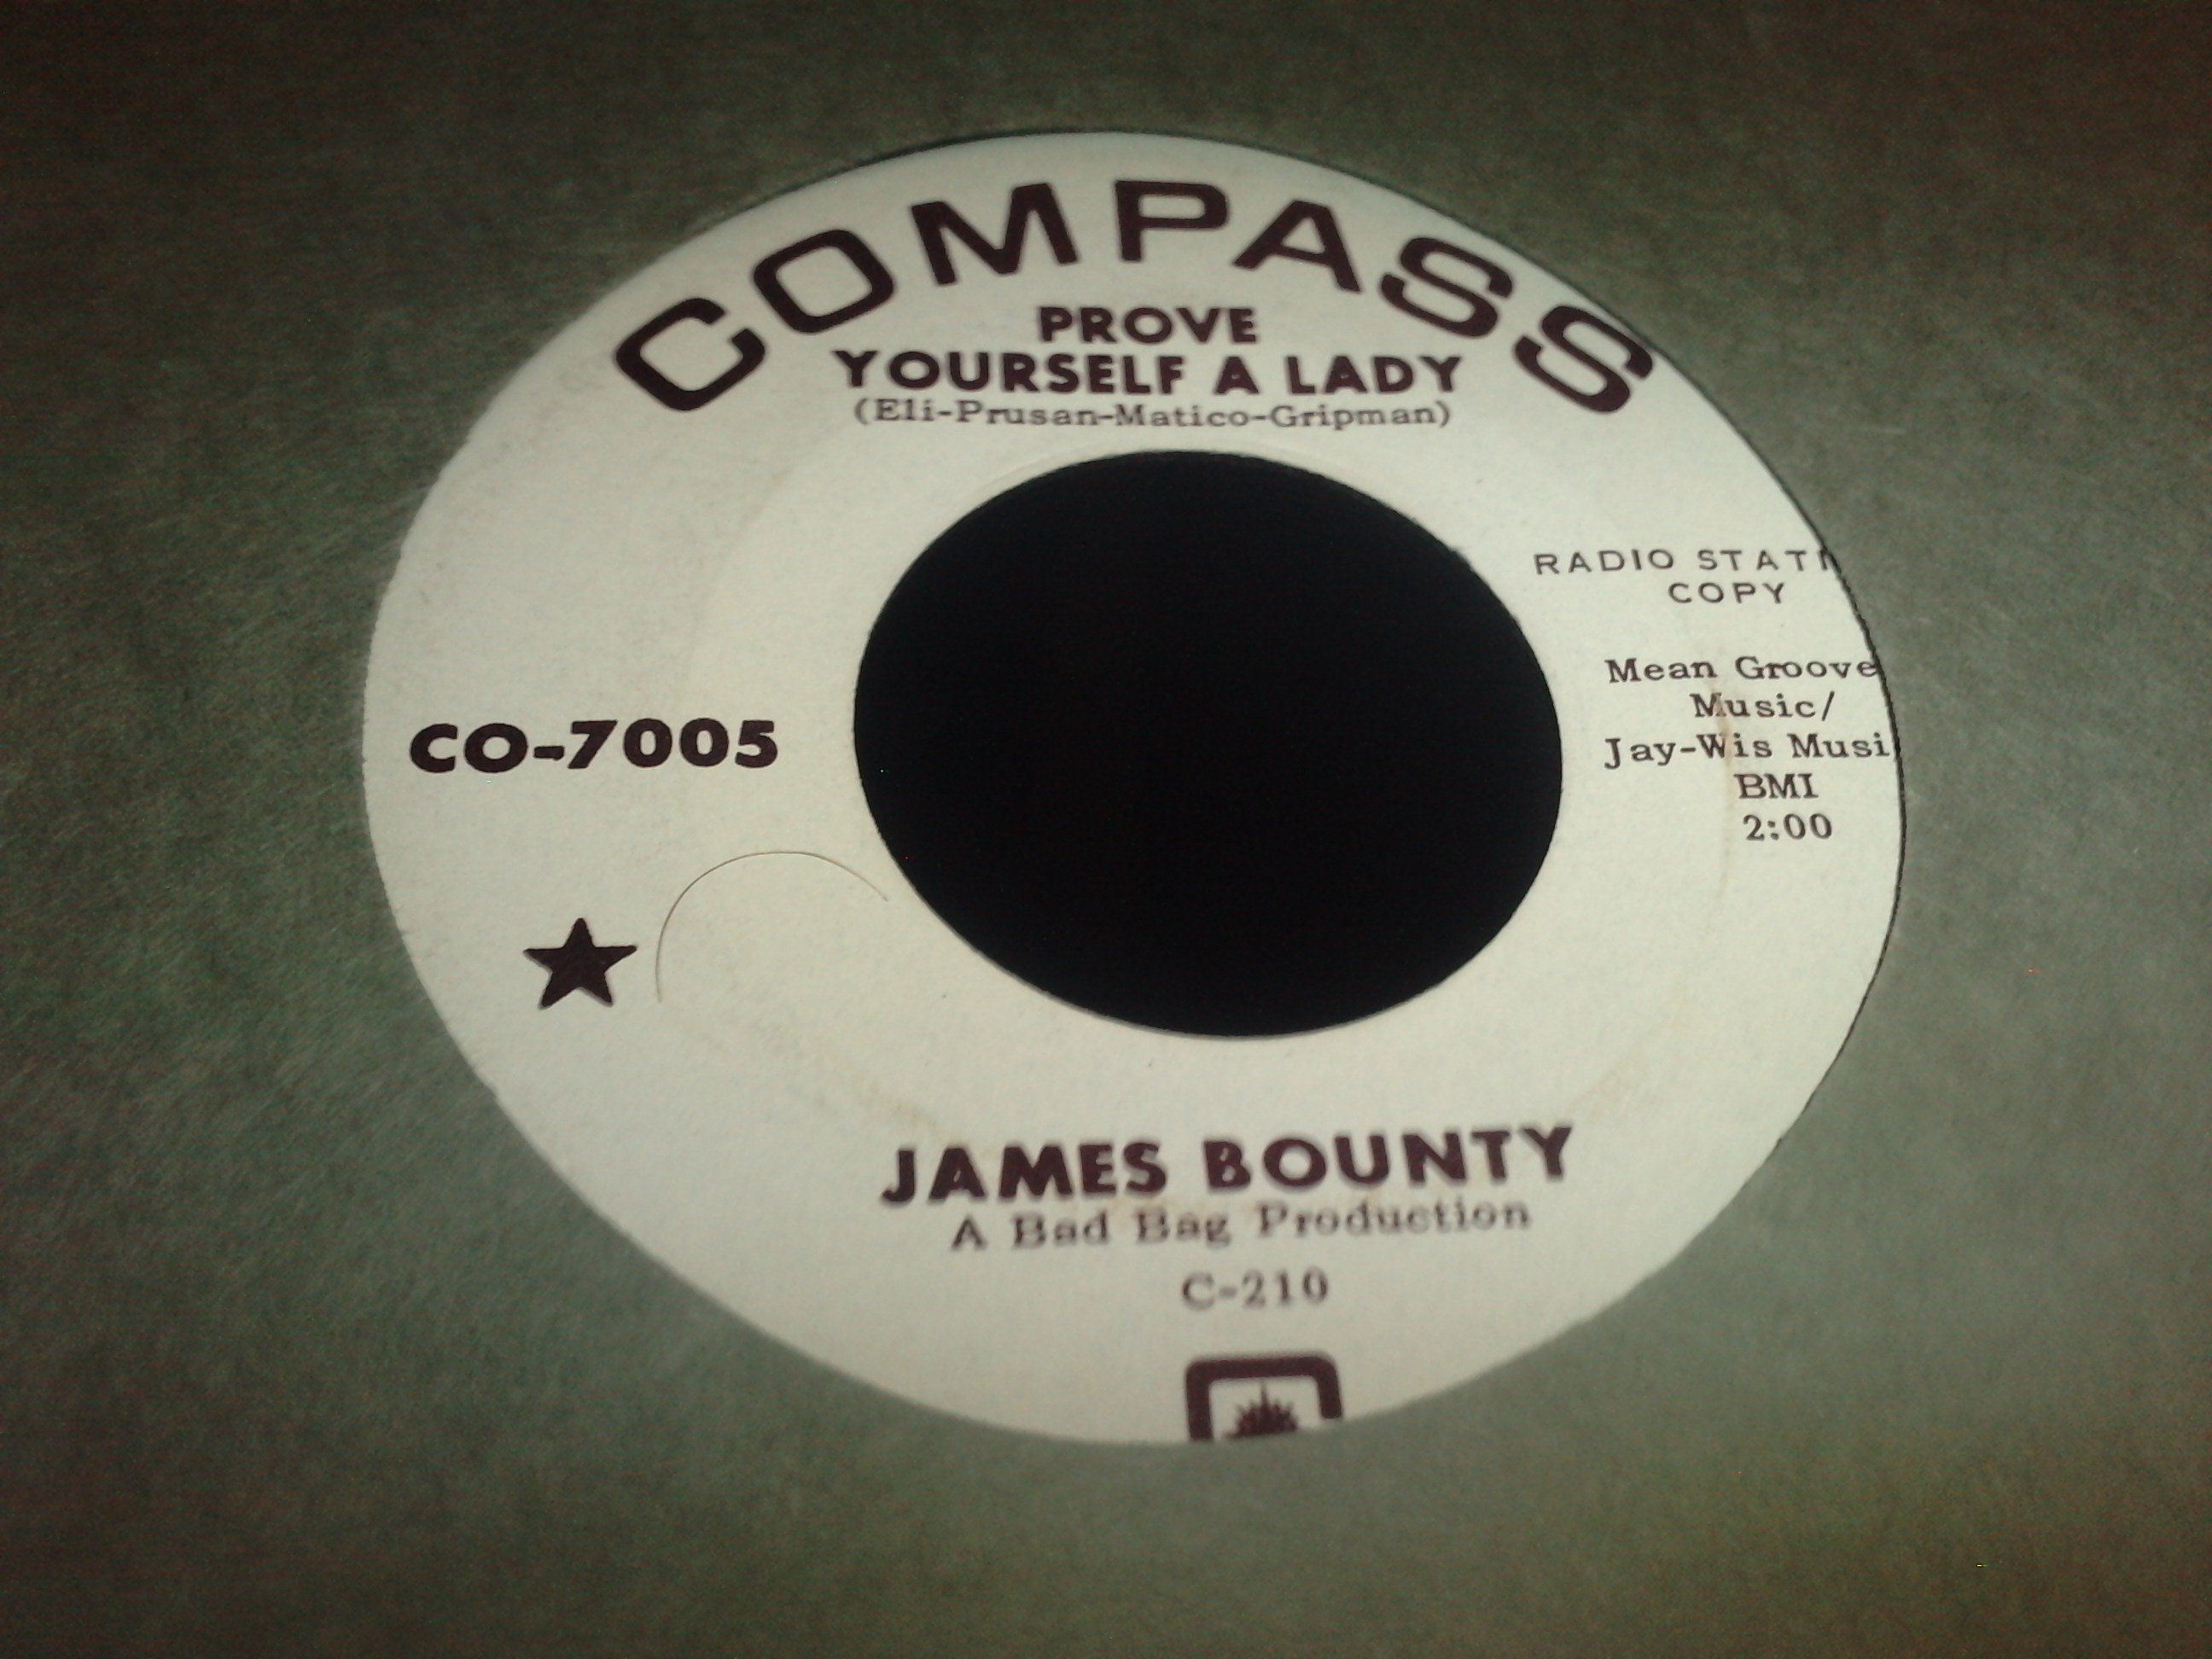 COMPASS
PROVE
YOURSELF A LADY
(Eli-Prusan-Matico-Gripman)
RADIO STATI
COPY
Mean Groove
Music/
Jay-Wis Musi
BMI
2:00
CO-7005
JAMES BOUNTY
A Bad Bag Production
C-210